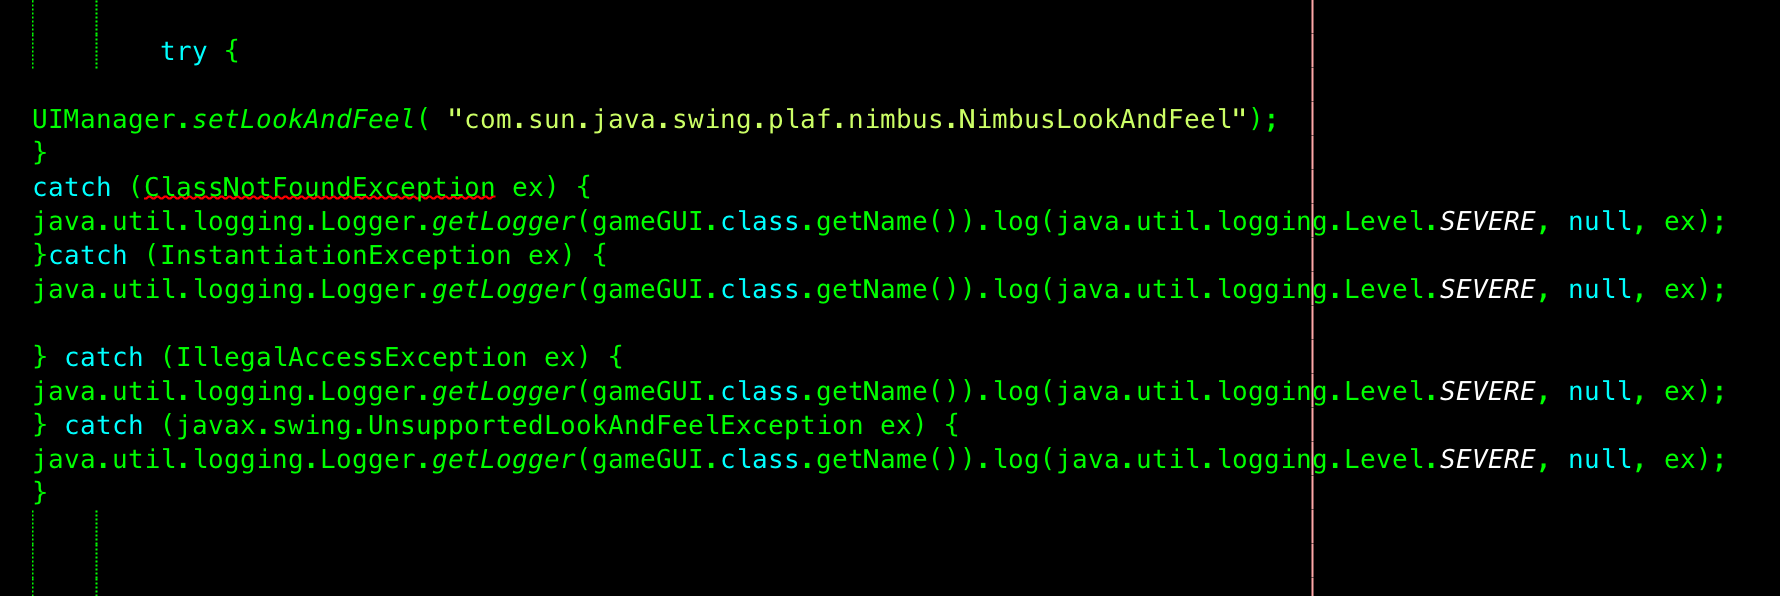 try {
UIManager.setLookAndFeel( "com.sun.java.swing.plaf.nimbus.NimbusLookAndFeel");
}
catch (ClassNotFoundException ex) {
java.util.logging.Logger.getLogger(gameGUI.class.getName()).log(java.util.logging.Level.SEVERE, null, ex);
}catch (InstantiationException ex) {
java.util.logging.Logger.getLogger(gameGUI.class.getName()).log(java.util.logging.Level.SEVERE, null, ex);
} catch (IllegalAccessException ex) {
java.util.logging.Logger.getLogger(gameGUI.class.getName()).log(java.util.logging.Level.SEVERE, null, ex);
} catch (javax.swing.UnsupportedLookAndFeelException ex) {
java.util.logging.Logger.getLogger(gameGUI.class.getName()).log(java.util.logging.Level.SEVERE, null, ex);
}